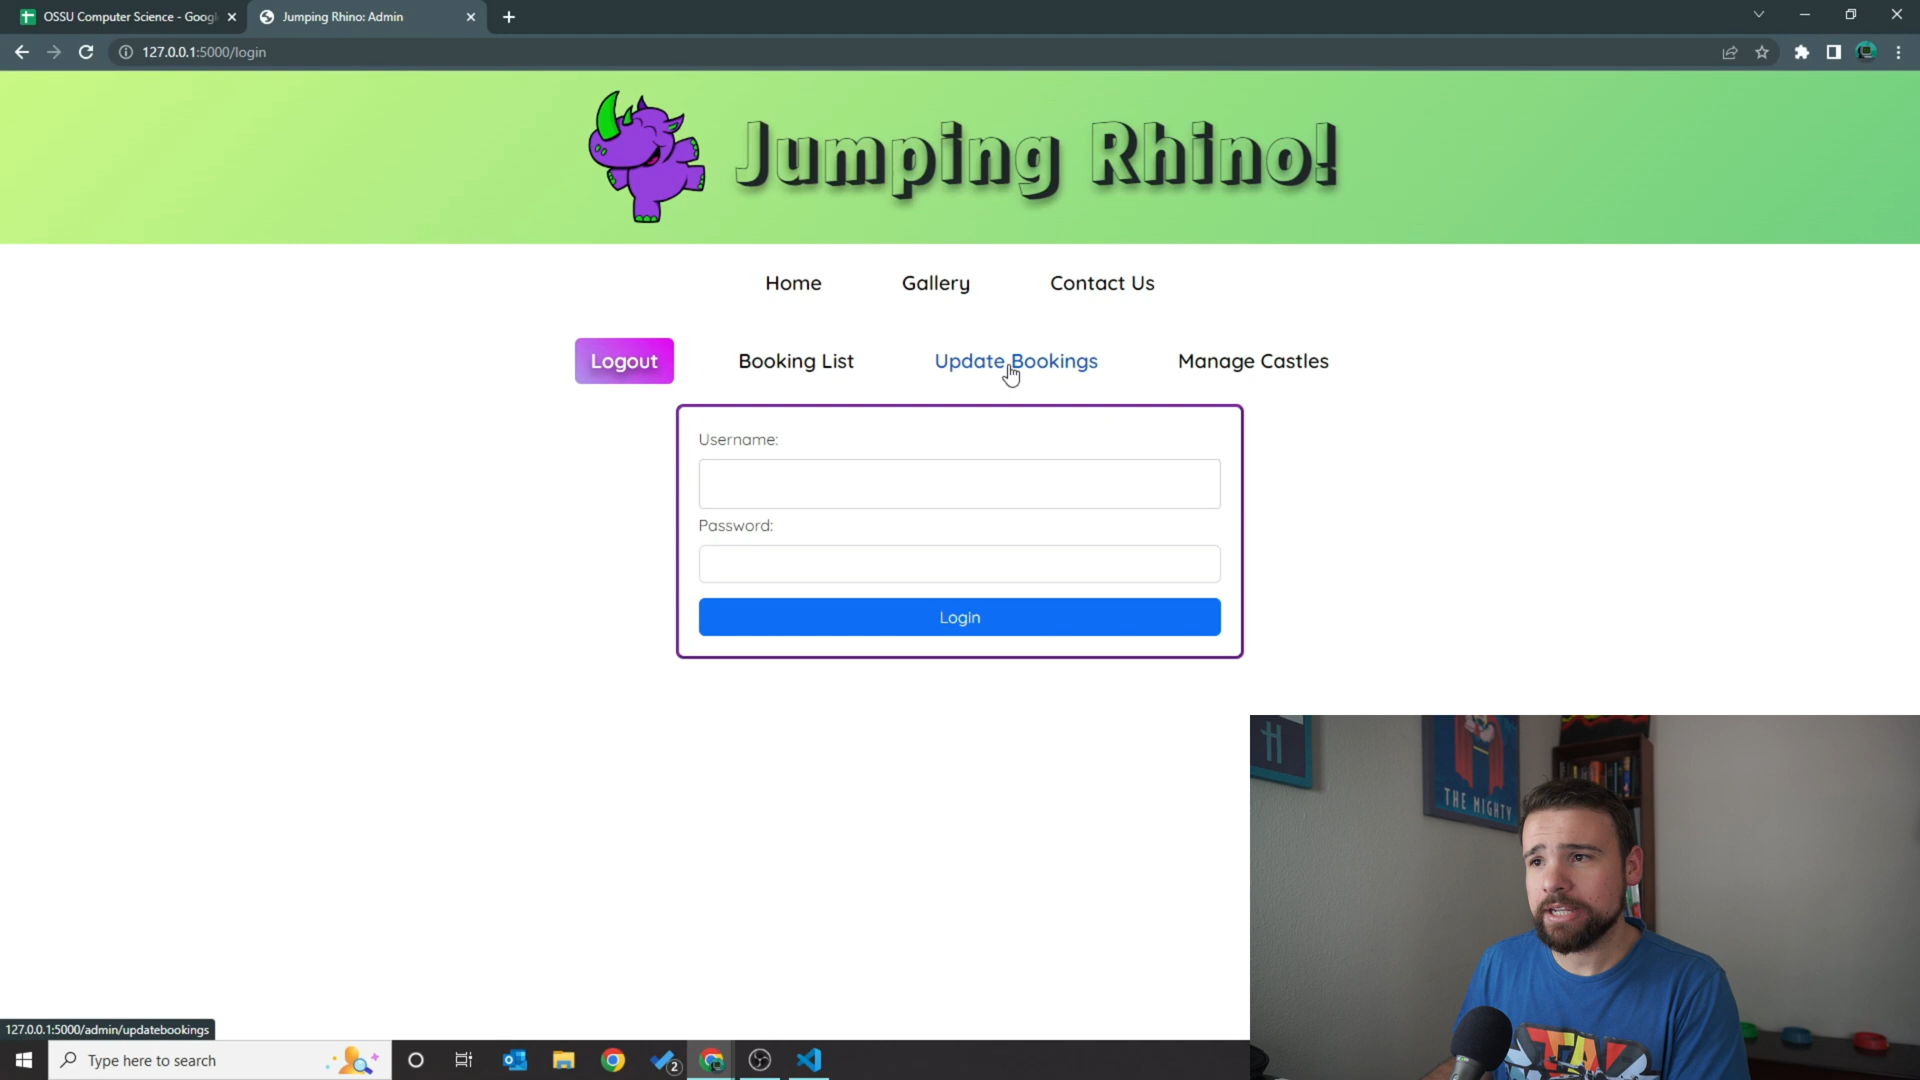 OSSU Computer Science - Goog
Jumping Rhino: Admin
127.0.0.1:5000/login
Jumping Rhino!
Home
Gallery
Contact Us
Logout
Booking List
Update Bookings
Manage Castles
Username:
Password:
Login
H
THE MIGHTY
127.0.0.1:5000/admin/updatebookings
Type here to search
2